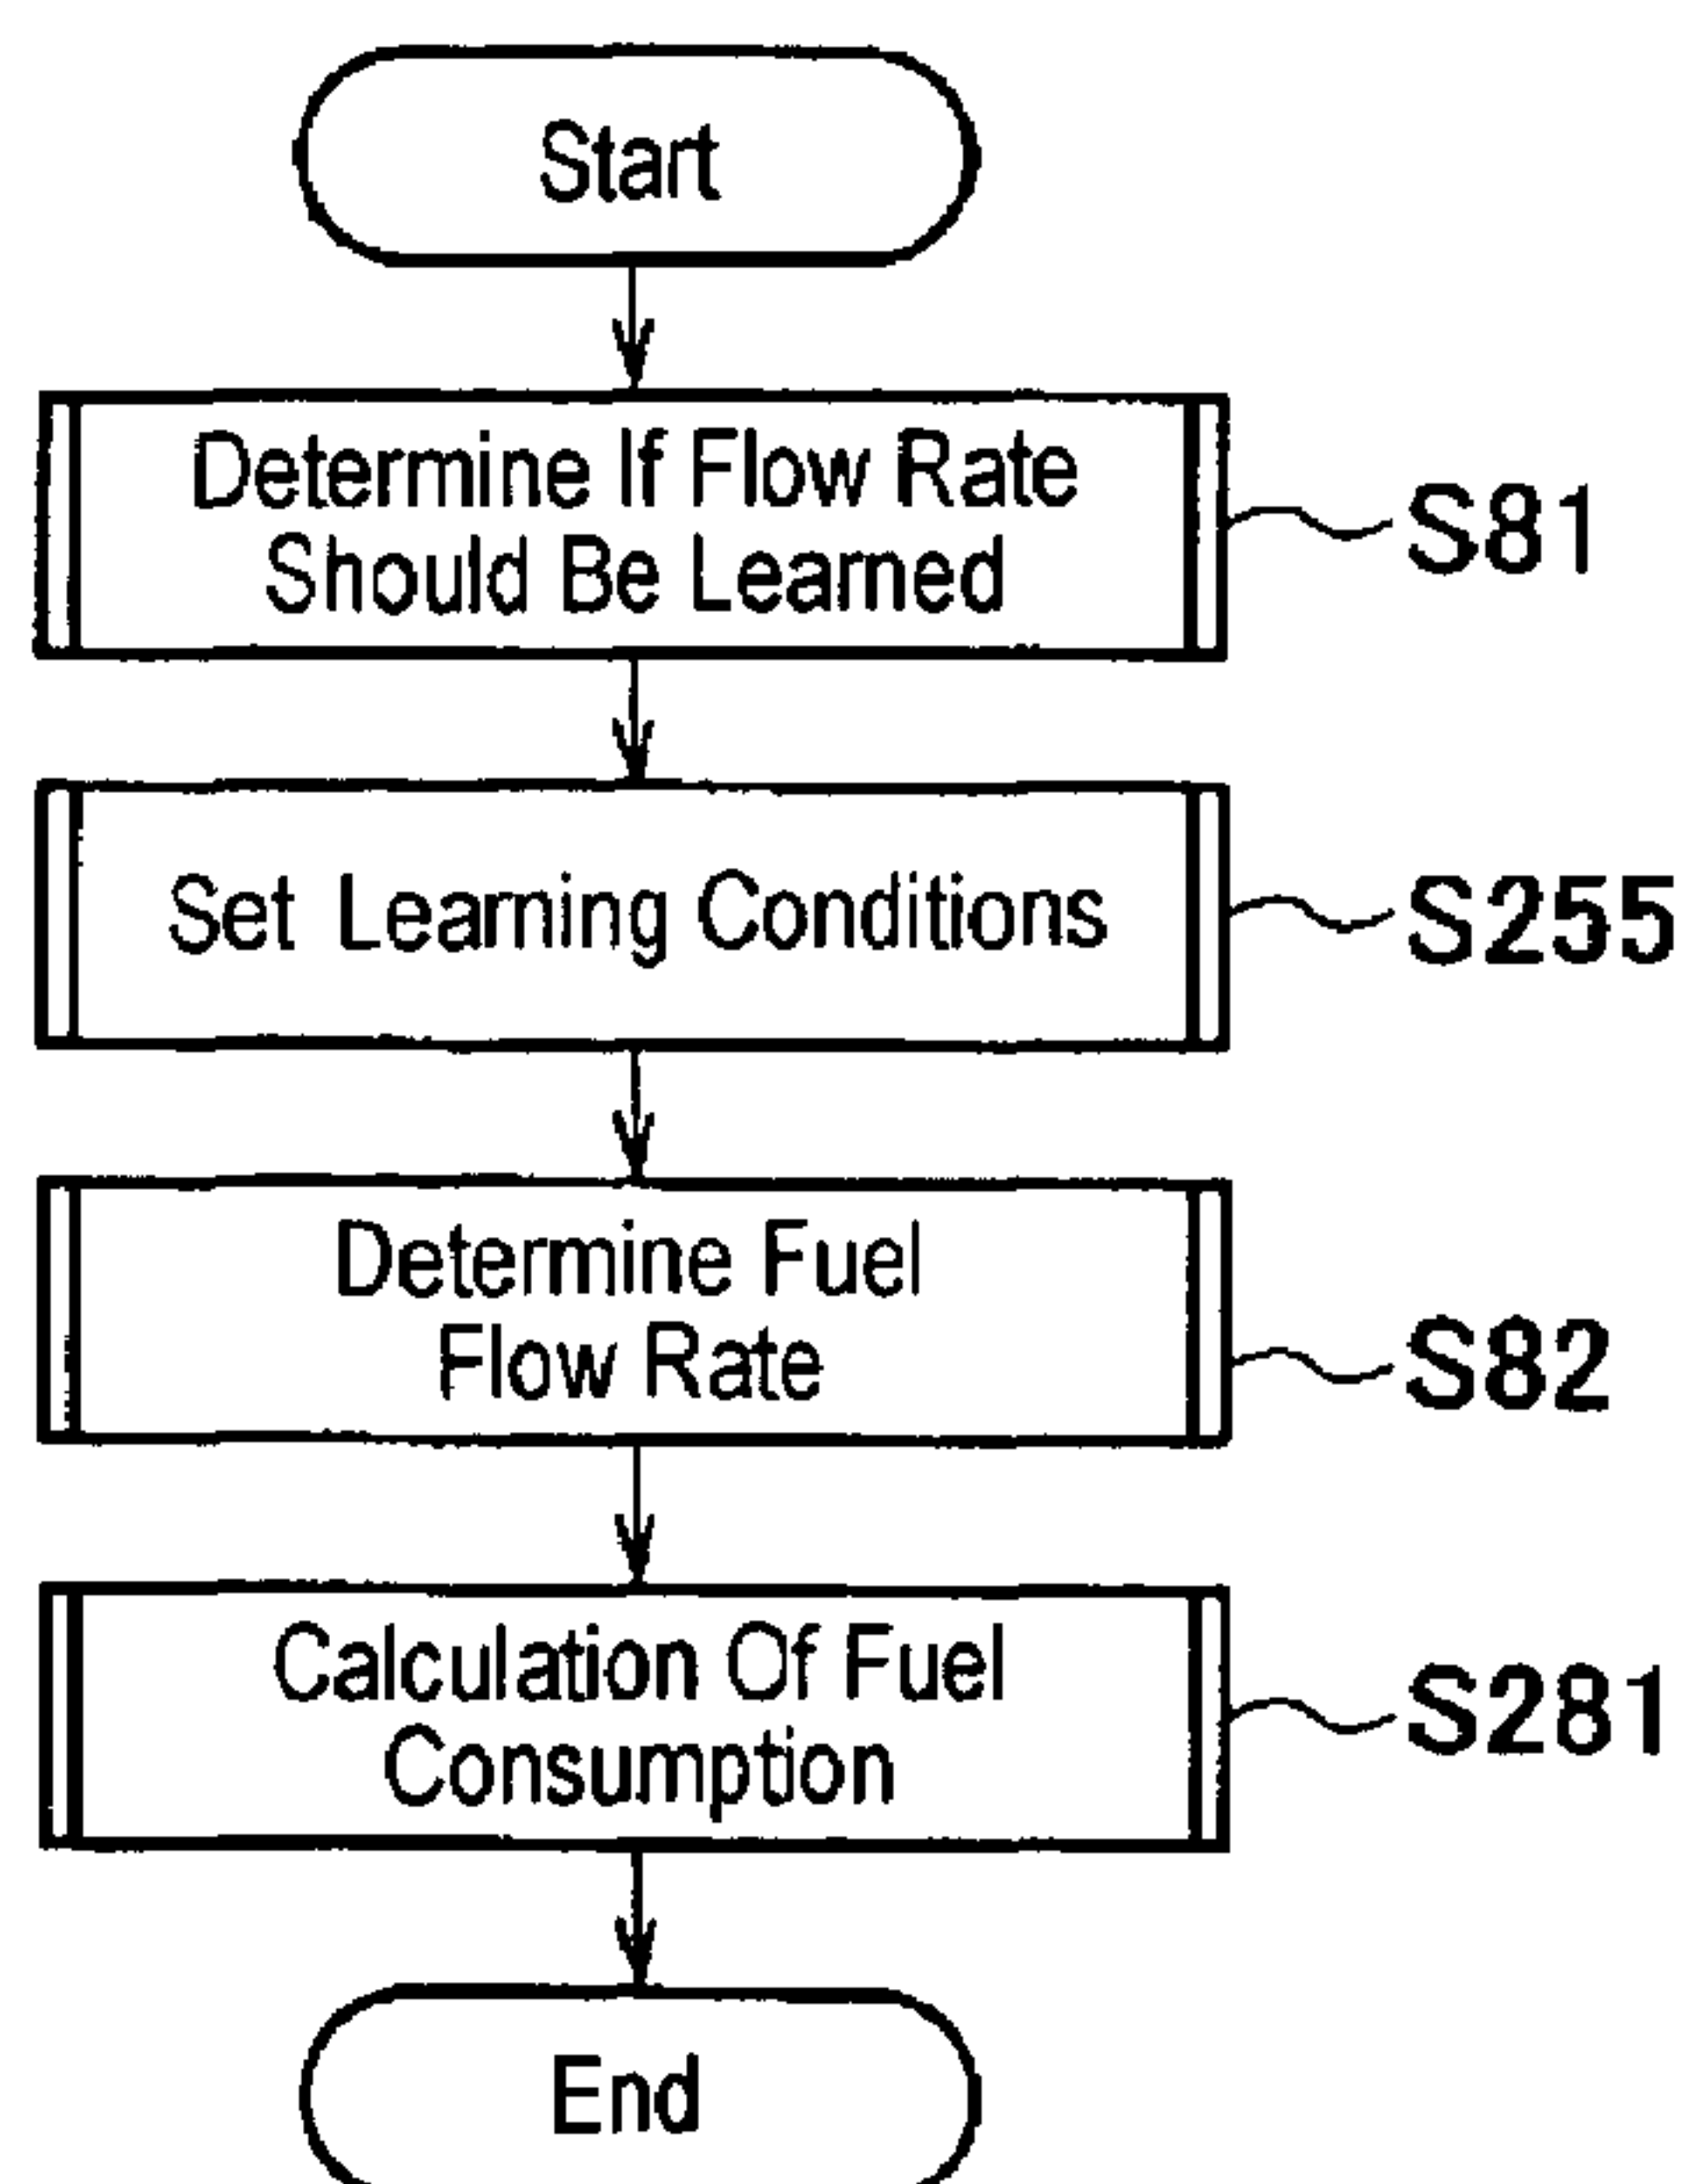 Start
Determine If Flow Rate
Should Be Learned
S81
Set Learning Conditions
S255
Determine Fuel
Flow Rate
S82
Calculation Of Fuel
Consumption
S281
End